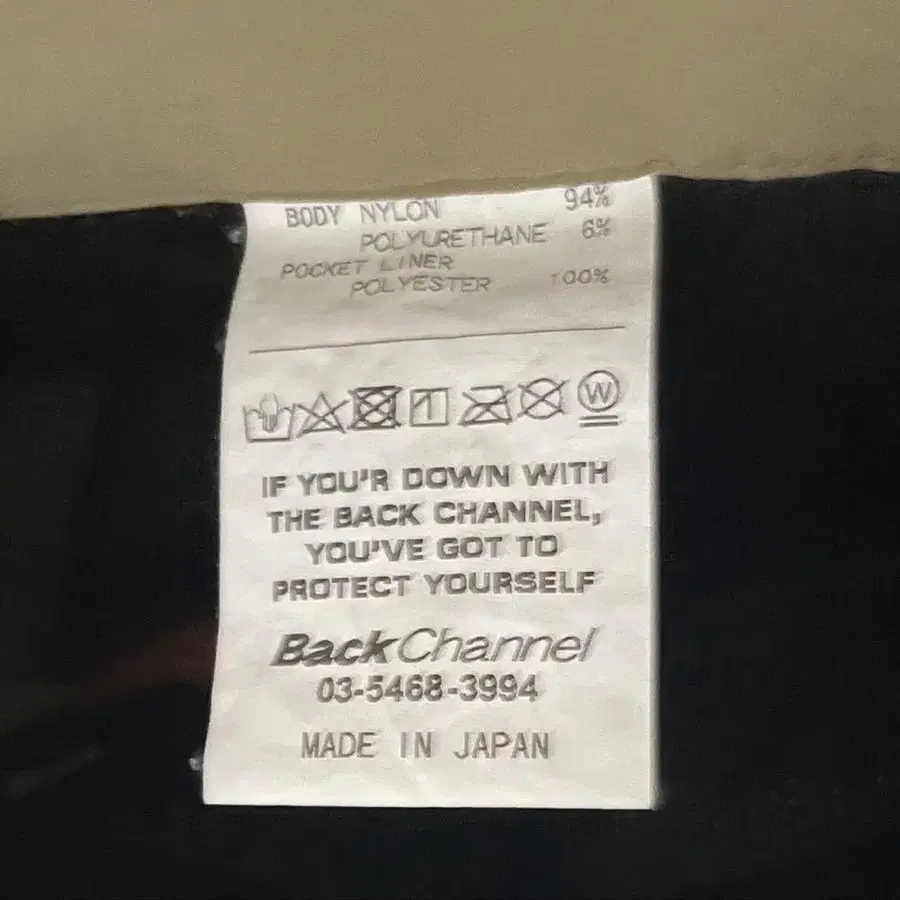 BODY NYLON 94%
POLYURETHANE 6%
POCKET LINER
POLYESTER 100%
W
IF YOU'R DOWN WITH
THE BACK CHANNEL,
YOU'VE GOT TO
PROTECT YOURSELF
BackChannel
03-5468-3994
MADE IN JAPAN